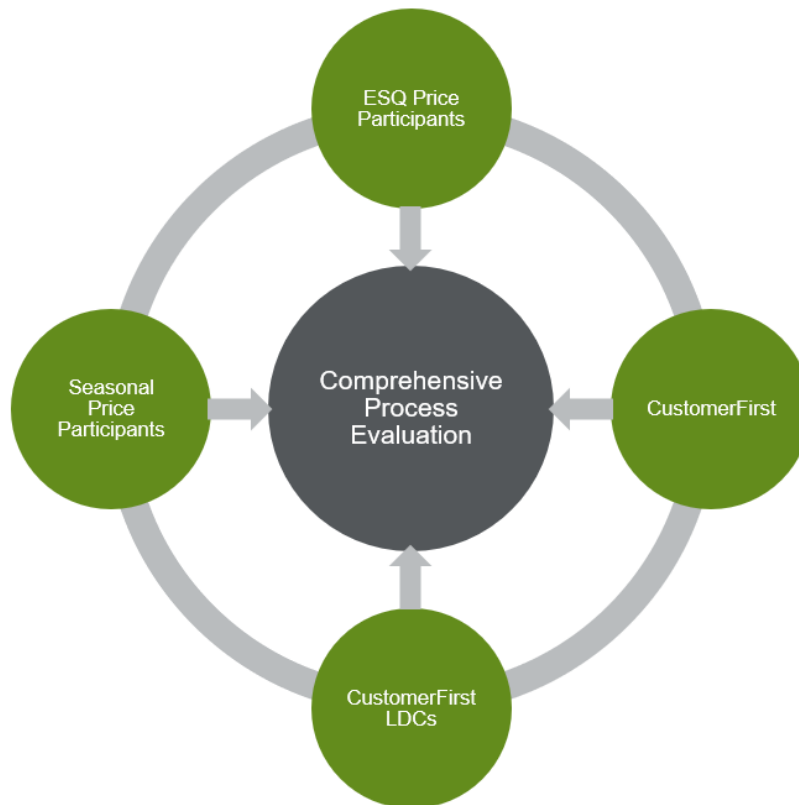 ESQ Price
Participants
Seasonal
Price
Participants
Comprehensive
Process
Evaluation
CustomerFirst
CustomerFirst
LDCs